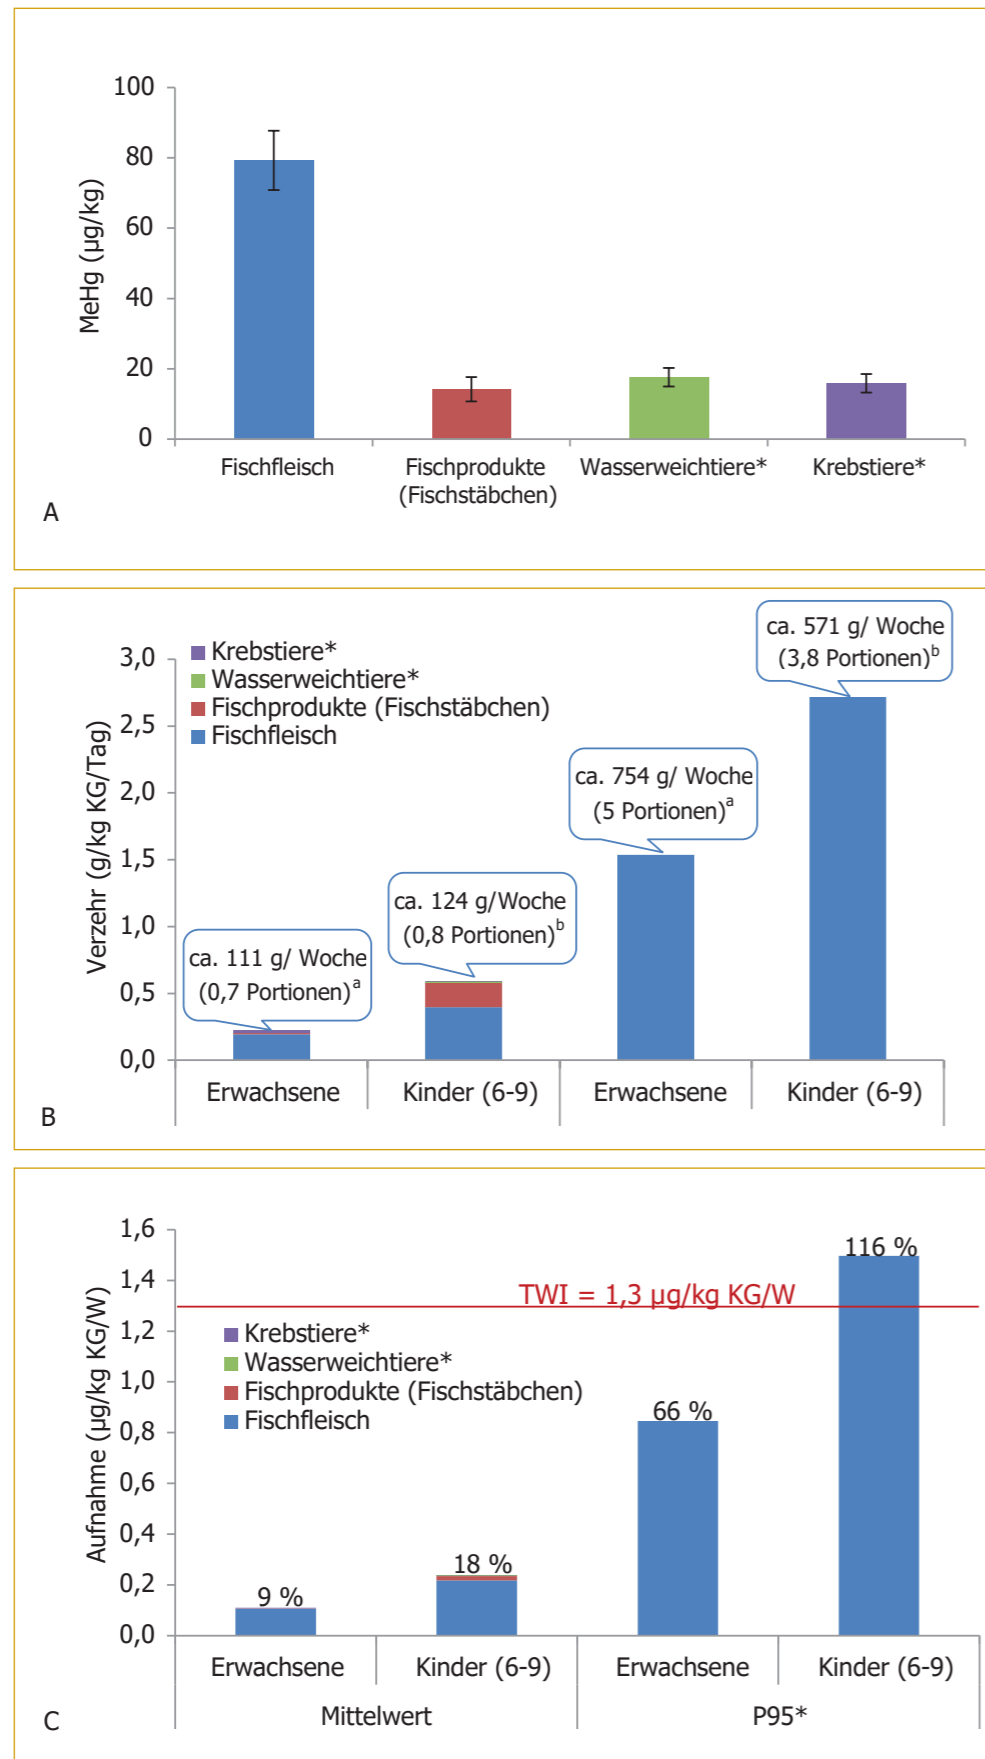 100
80
60
40
20
0
MeHg (µg/kg)
Fischfleisch
Fischprodukte
(Fischstäbchen)
Wasserweichtiere*
Krebstiere*
A
3,0
2,5
2,0
1,5
1,0
0,5
0,0
Verzehr (g/kg KG/Tag)
Krebstiere*
Wasserweichtiere*
Fischprodukte (Fischstäbchen)
Fischfleisch
ca. 111 g/ Woche
(0,7 Portionen)ᵃ
ca. 124 g/Woche
(0,8 Portionen)ᵇ
ca. 754 g/ Woche
(5 Portionen)ᵃ
ca. 571 g/ Woche
(3,8 Portionen)ᵇ
Erwachsene
Kinder (6-9)
Erwachsene
Kinder (6-9)
B
1,6
1,4
1,2
1,0
0,8
0,6
0,4
0,2
0,0
Aufnahme (µg/kg KG/W)
TWI = 1,3 µg/kg KG/W
Krebstiere*
Wasserweichtiere*
Fischprodukte (Fischstäbchen)
Fischfleisch
9 %
18 %
66 %
116 %
Erwachsene
Kinder (6-9)
Erwachsene
Kinder (6-9)
Mittelwert
P95*
C